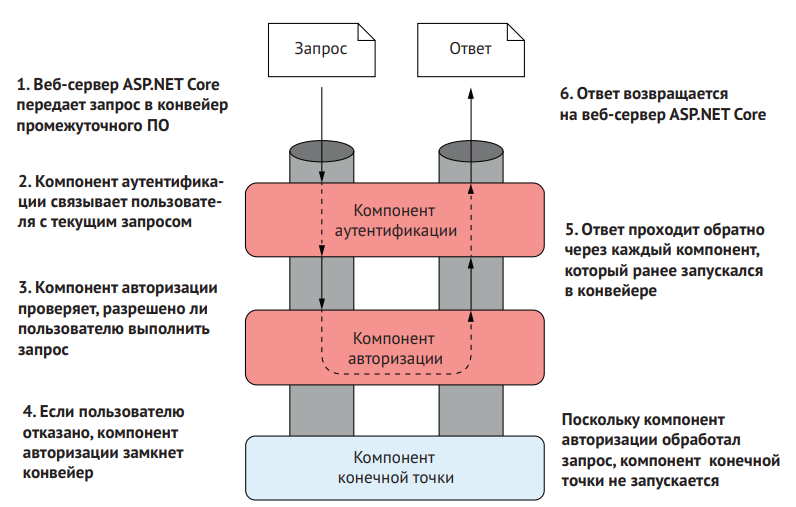 Запрос
Ответ
1. Веб-сервер ASP.NET Core
передает запрос в конвейер
промежуточного ПО
6. Ответ возвращается
на веб-сервер ASP.NET Core
2. Компонент аутентифика-
ции связывает пользовате-
ля с текущим запросом
Компонент
аутентификации
5. Ответ проходит обратно
через каждый компонент,
который ранее запускался
в конвейере
3. Компонент авторизации
проверяет, разрешено ли
пользователю выполнить
запрос
Компонент
авторизации
4. Если пользователю
отказано, компонент
авторизации замкнет
конвейер
Компонент
конечной точки
Поскольку компонент
авторизации обработал
запрос, компонент конечной
точки не запускается